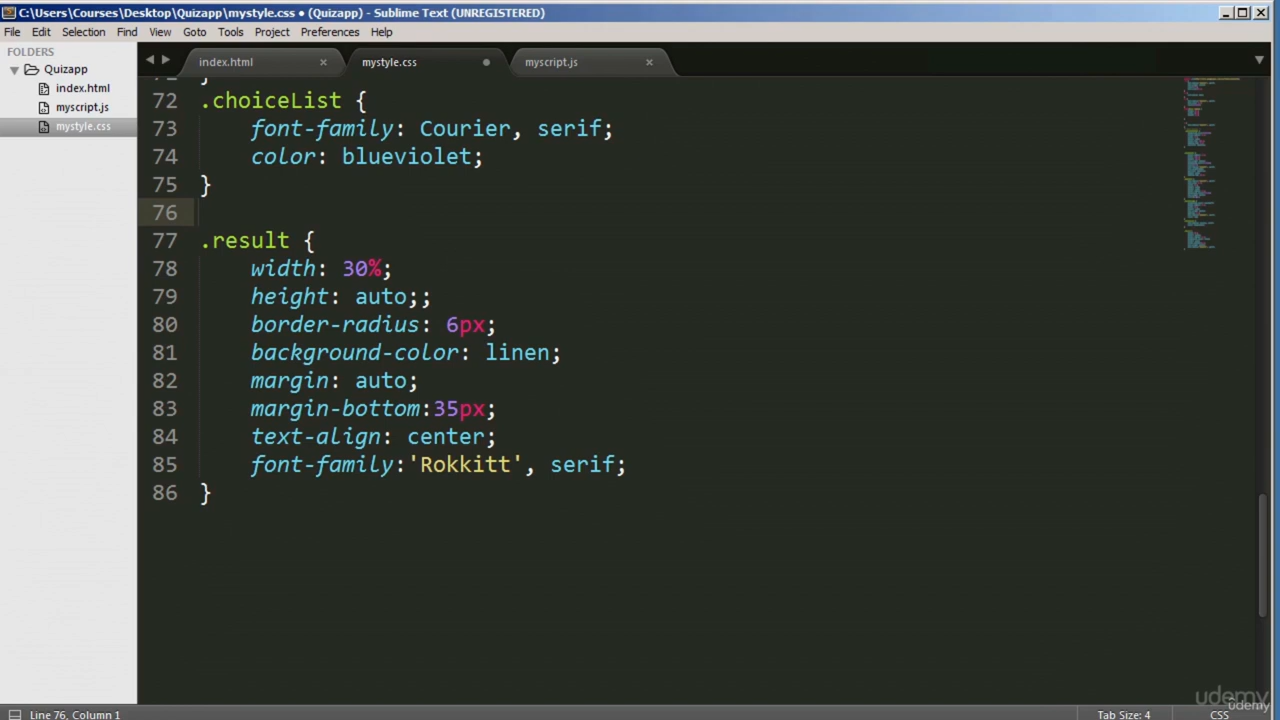 C:\Users\Courses\Desktop\Quizapp\mystyle.css • (Quizapp) - Sublime Text (UNREGISTERED)
File Edit Selection Find View Goto Tools Project Preferences Help
FOLDERS
Quizapp
index.html
myscript.js
mystyle.css
index.html × mystyle.css • myscript.js ×
72 .choiceList {
73 font-family: Courier, serif;
74 color: blueviolet;
75 }
76
77 .result {
78 width: 30%;
79 height: auto;;
80 border-radius: 6px;
81 background-color: linen;
82 margin: auto;
83 margin-bottom:35px;
84 text-align: center;
85 font-family:'Rokkitt', serif;
86 }
udemy
udemy
Line 76, Column 1 Tab Size: 4 CSS